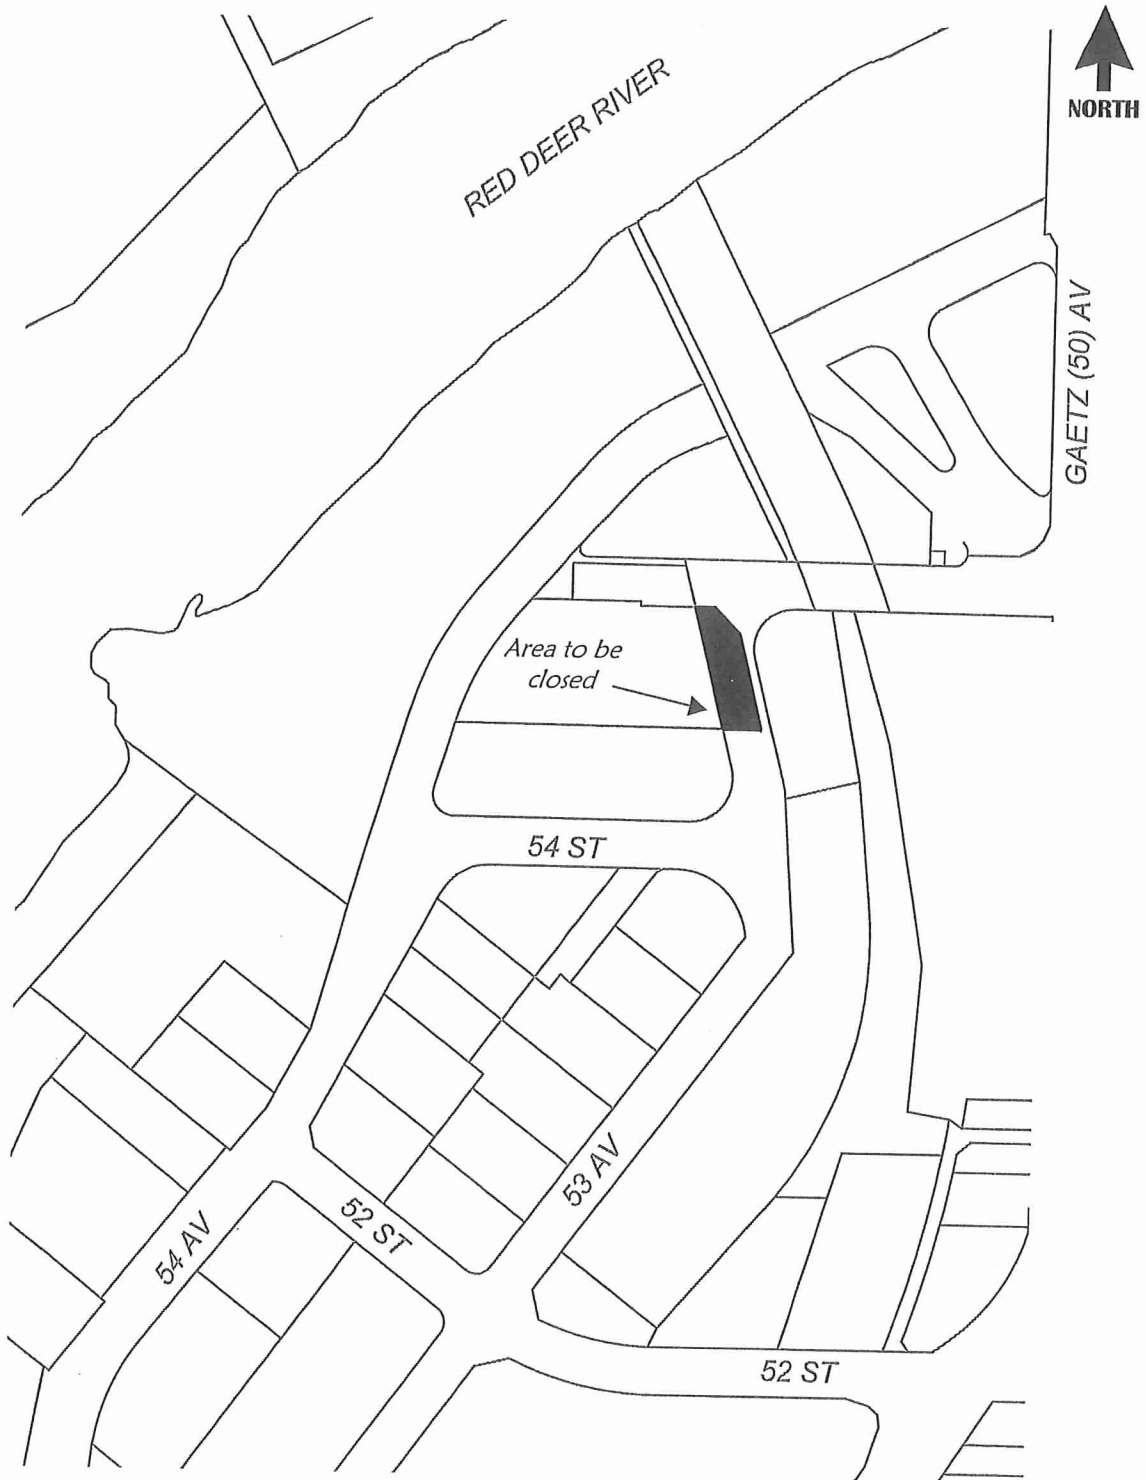 NORTH
RED DEER RIVER
GAETZ (50) AV
Area to be
closed
54 ST
53 AV
52 ST
54 AV
52 ST